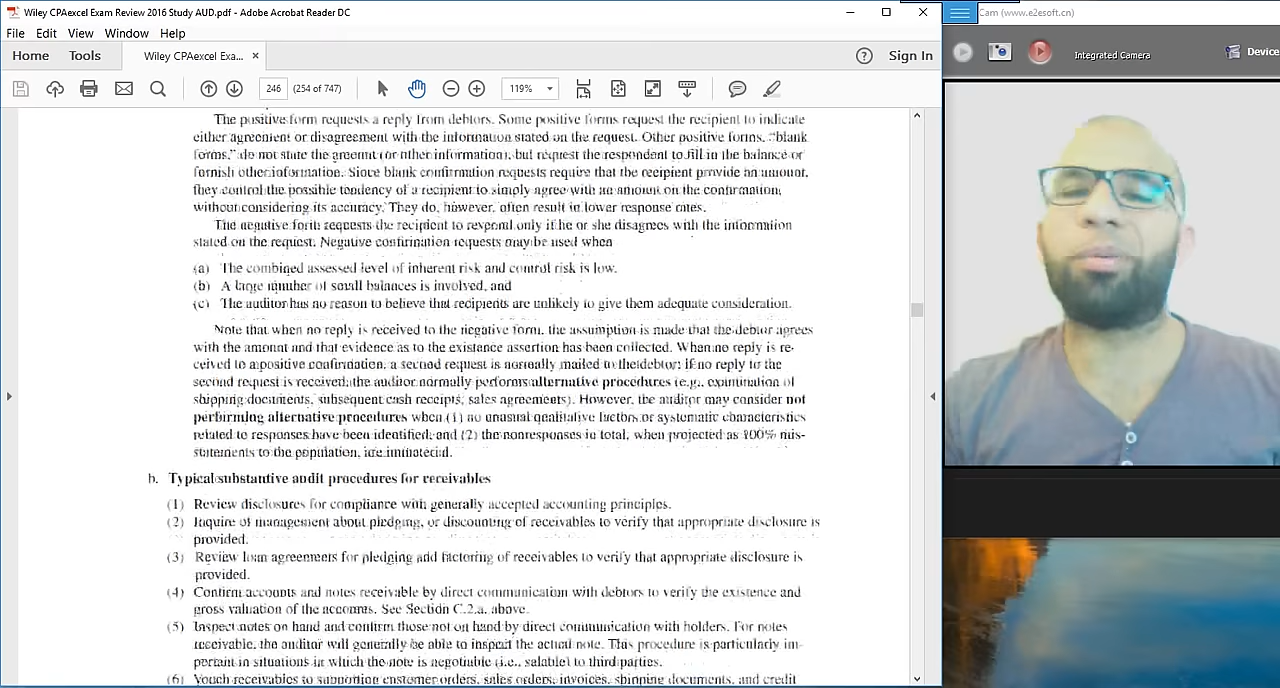 Wiley CPAexcel Exam Review 2016 Study AUD.pdf - Adobe Acrobat Reader DC
Cam (www.e2esoft.cn)
File Edit View Window Help
Home Tools Wiley CPAexcel Exa... Sign In
Integrated Camera Device
246 (254 of 747) 119%
The positive form requests a reply from debtors. Some positive forms request the recipient to indicate
either agreement or disagreement with the information stated on the request. Other positive forms, "blank
forms," do not state the amount (or other information), but request the respondent to fill in the balance or
furnish other information. Since blank confirmation requests require that the recipient provide an amount,
they control the possible tendency of a recipient to simply agree with an amount on the confirmation,
without considering its accuracy. They do, however, often result in lower response rates.
The negative form requests the recipient to respond only if he or she disagrees with the information
stated on the request. Negative confirmation requests may be used when
(a) The combined assessed level of inherent risk and control risk is low.
(b) A large number of small balances is involved, and
(c) The auditor has no reason to believe that recipients are unlikely to give them adequate consideration.
Note that when no reply is received to the negative form, the assumption is made that the debtor agrees
with the amount and that evidence as to the existence assertion has been collected. When no reply is re-
ceived to a positive confirmation, a second request is normally mailed to the debtor; if no reply to the
second request is received, the auditor normally performs alternative procedures (e.g., examination of
shipping documents, subsequent cash receipts, sales agreements). However, the auditor may consider not
performing alternative procedures when (1) no unusual qualitative factors or systematic characteristics
related to responses have been identified, and (2) the nonresponses in total, when projected as 100% mis-
statements to the population, are immaterial.
b. Typical substantive audit procedures for receivables
(1) Review disclosures for compliance with generally accepted accounting principles.
(2) Inquire of management about pledging, or discounting of receivables to verify that appropriate disclosure is
provided.
(3) Review loan agreements for pledging and factoring of receivables to verify that appropriate disclosure is
provided.
(4) Confirm accounts and notes receivable by direct communication with debtors to verify the existence and
gross valuation of the accounts. See Section C.2.a. above.
(5) Inspect notes on hand and confirm those not on hand by direct communication with holders. For notes
receivable, the auditor will generally be able to inspect the actual note. This procedure is particularly im-
portant in situations in which the note is negotiable (i.e., salable) to third parties.
(6) Vouch receivables to supporting customer orders, sales orders, invoices, shipping documents, and credit